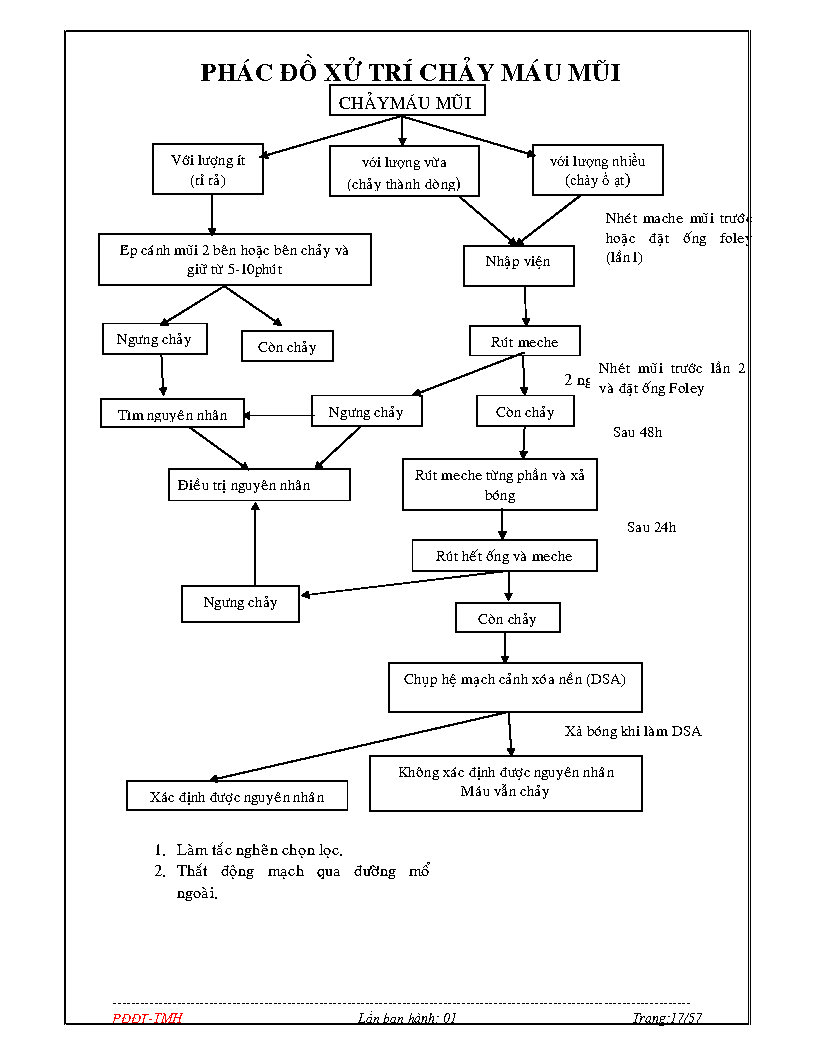 PHÁC ĐỒ XỬ TRÍ CHẢY MÁU MŨI
CHẢYMÁU MŨI
Với lượng ít
(rỉ rả)
với lượng vừa
(chảy thành dòng)
với lượng nhiều
(chảy ồ ạt)
Nhét mache mũi trước
hoặc đặt ống foley
(lần1)
Ep cánh mũi 2 bên hoặc bên chảy và
giữ từ 5-10phút
Nhập viện
Ngưng chảy
Còn chảy
Rút meche
Nhét mũi trước lần 2
và đặt ống Foley
2 ng
Tìm nguyên nhân
Ngưng chảy
Còn chảy
Sau 48h
Điều trị nguyên nhân
Rút meche từng phần và xả
bóng
Sau 24h
Rút hết ống và meche
Ngưng chảy
Còn chảy
Chụp hệ mạch cảnh xóa nền (DSA)
Xả bóng khi làm DSA
Không xác định được nguyên nhân
Máu vẫn chảy
Xác định được nguyên nhân
1. Làm tắc nghẽn chọn lọc.
2. Thắt động mạch qua đường mổ
ngoài.
PĐĐT-TMH Lần ban hành: 01 Trang:17/57